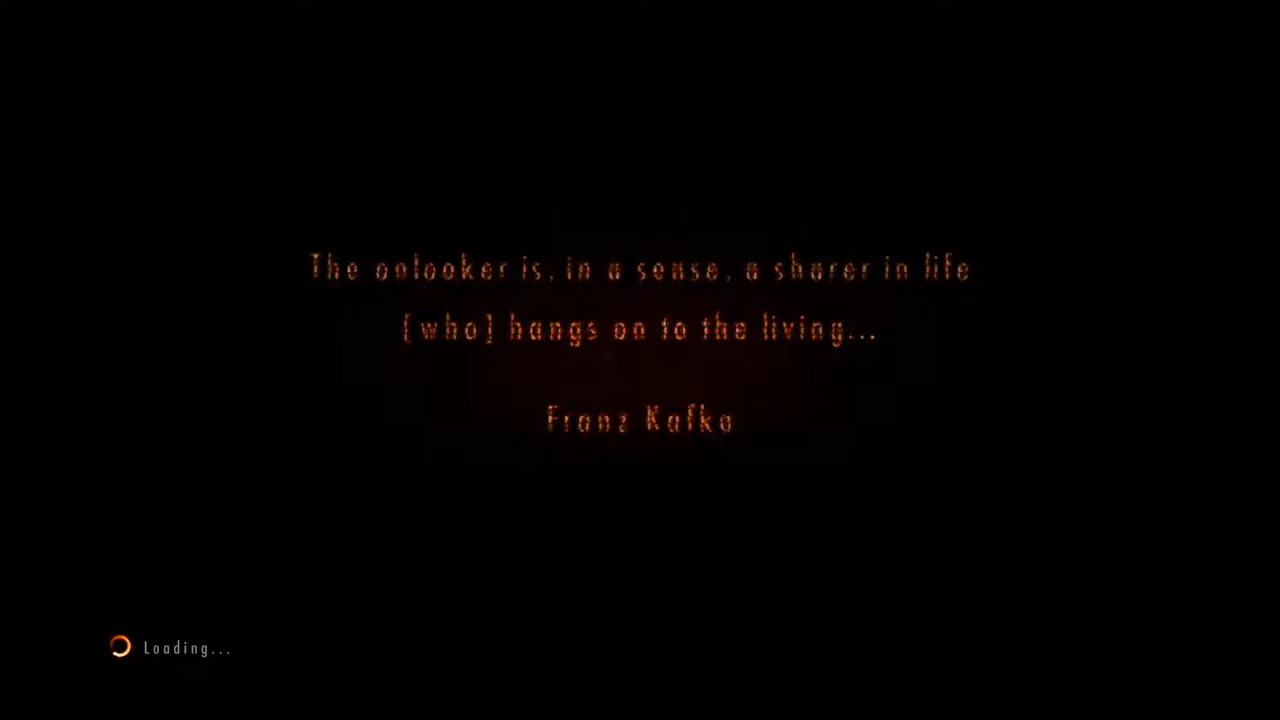 The onlooker is, in a sense, a sharer in life
[who] hangs on to the living...
Franz Kafka
Loading...